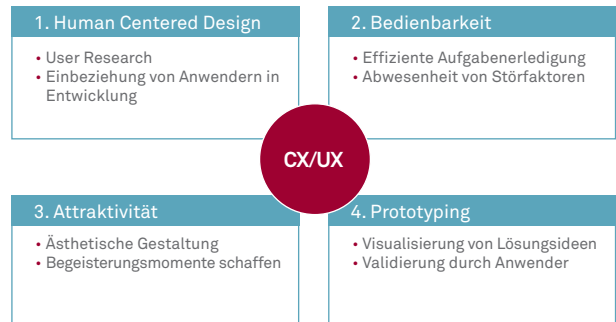 1. Human Centered Design
• User Research
• Einbeziehung von Anwendern in
Entwicklung
2. Bedienbarkeit
• Effiziente Aufgabenerledigung
• Abwesenheit von Störfaktoren
CX/UX
3. Attraktivität
• Ästhetische Gestaltung
• Begeisterungsmomente schaffen
4. Prototyping
• Visualisierung von Lösungsideen
• Validierung durch Anwender